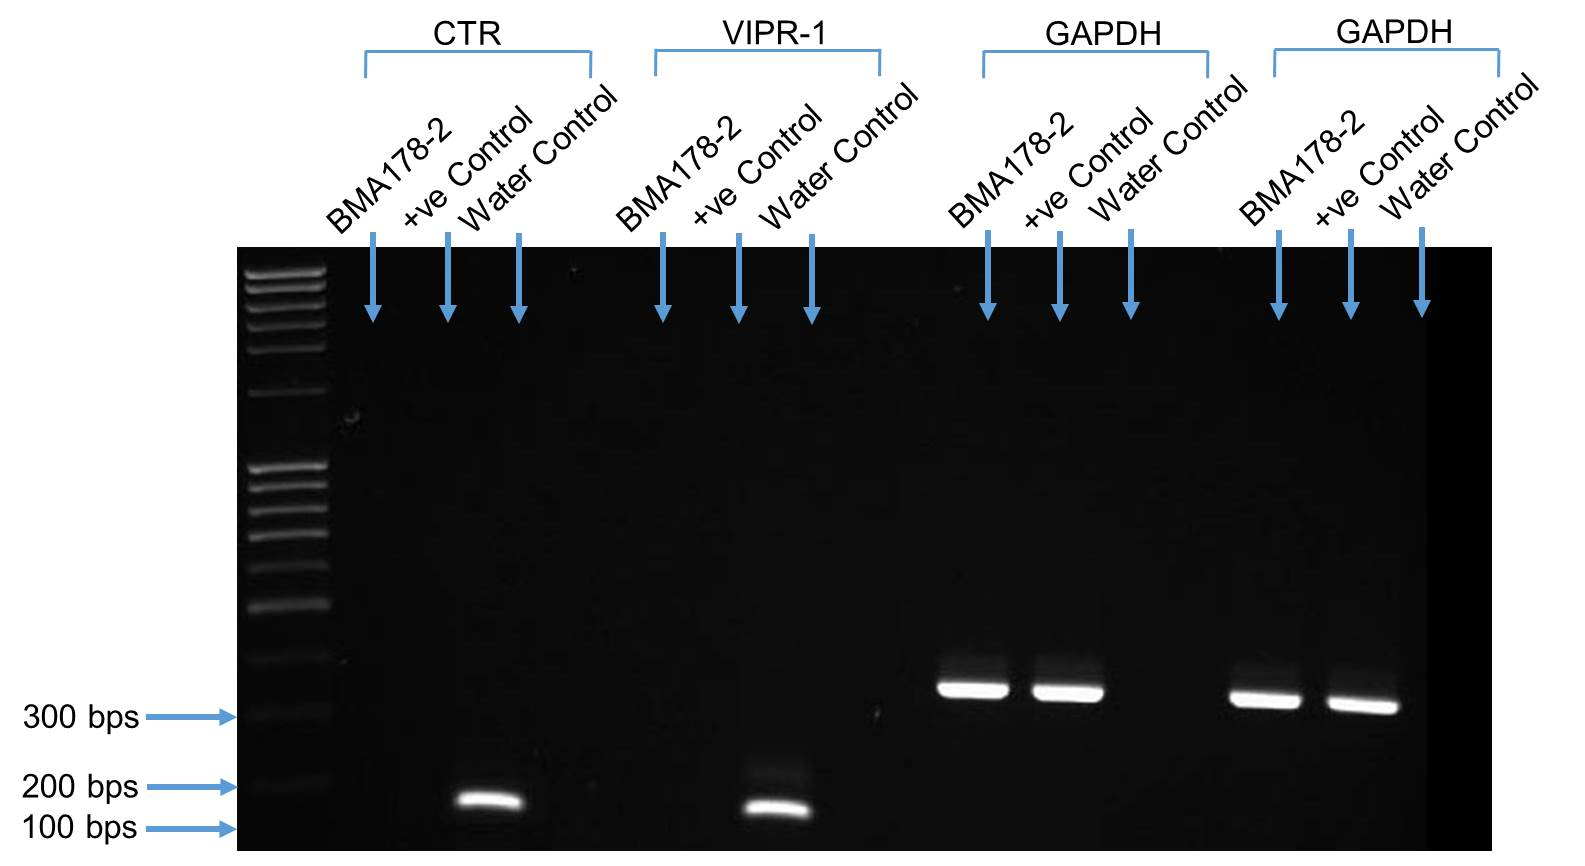 CTR
VIPR-1
GAPDH
GAPDH
BMA178-2
+ve Control
Water Control
BMA178-2
+ve Control
Water Control
BMA178-2
+ve Control
Water Control
BMA178-2
+ve Control
Water Control
300 bps
200 bps
100 bps